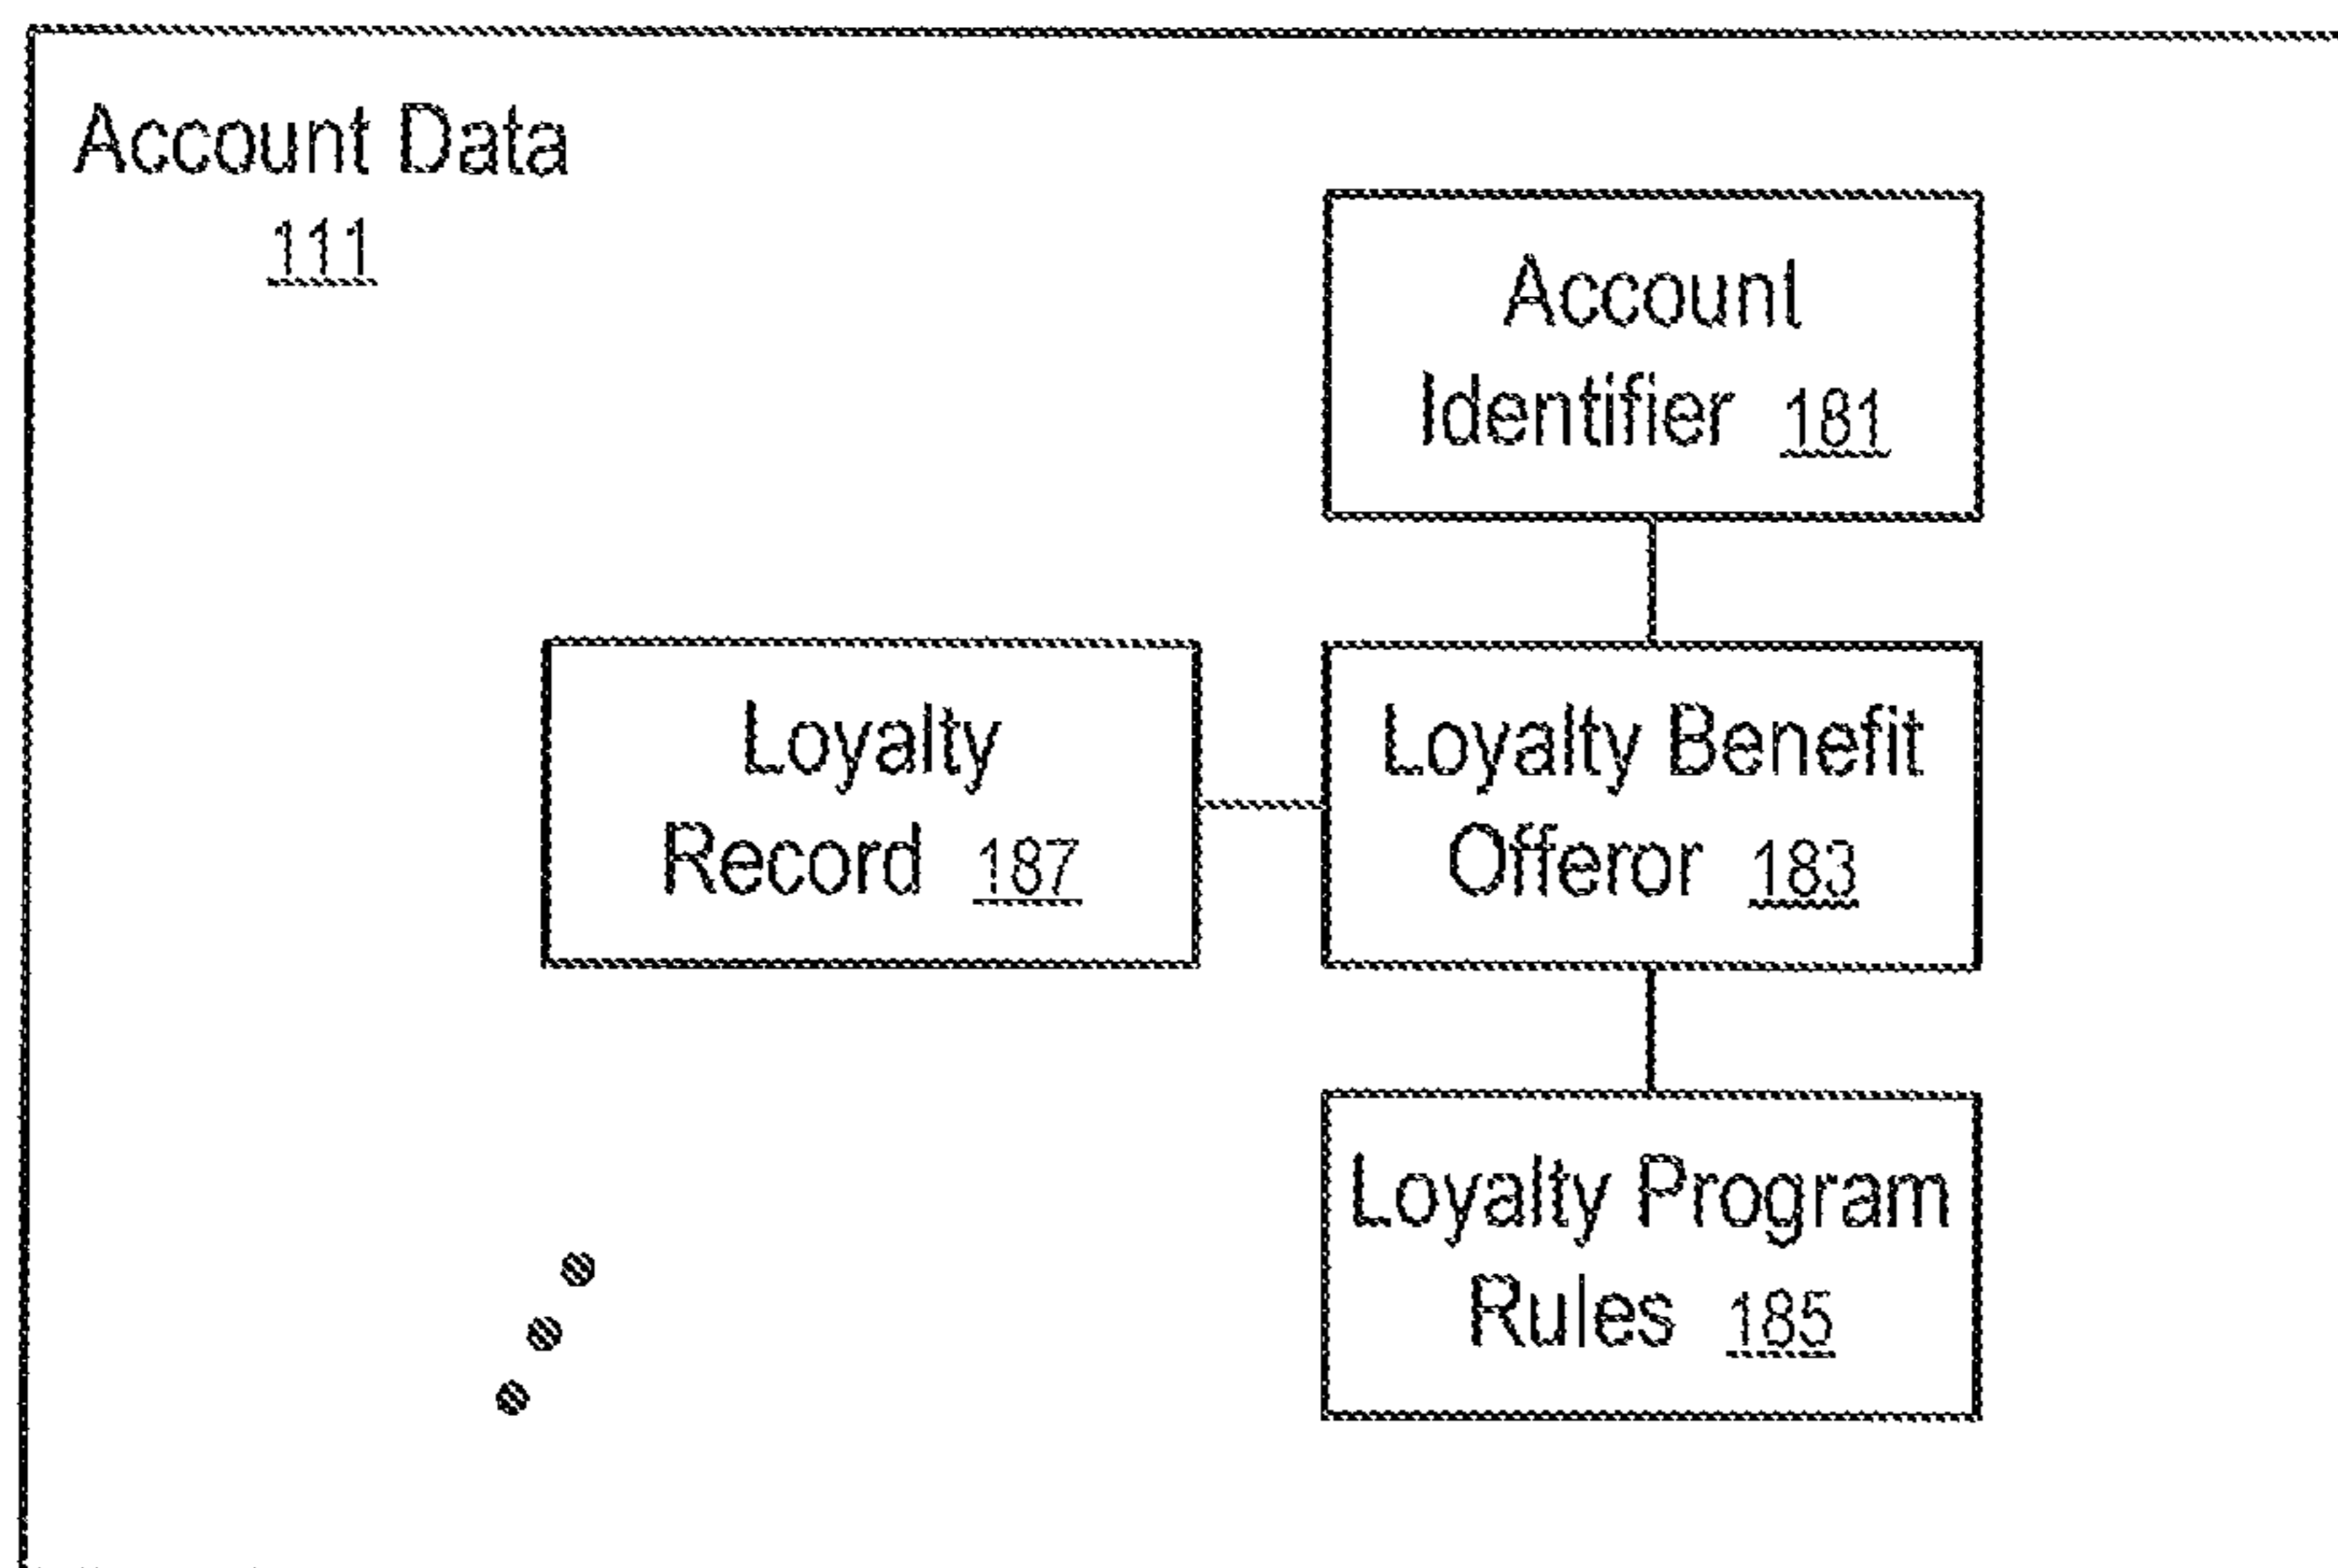 Account Data
111
Account
Identifier 181
Loyalty
Record 187
Loyalty Benefit
Offeror 183
Loyalty Program
Rules 185